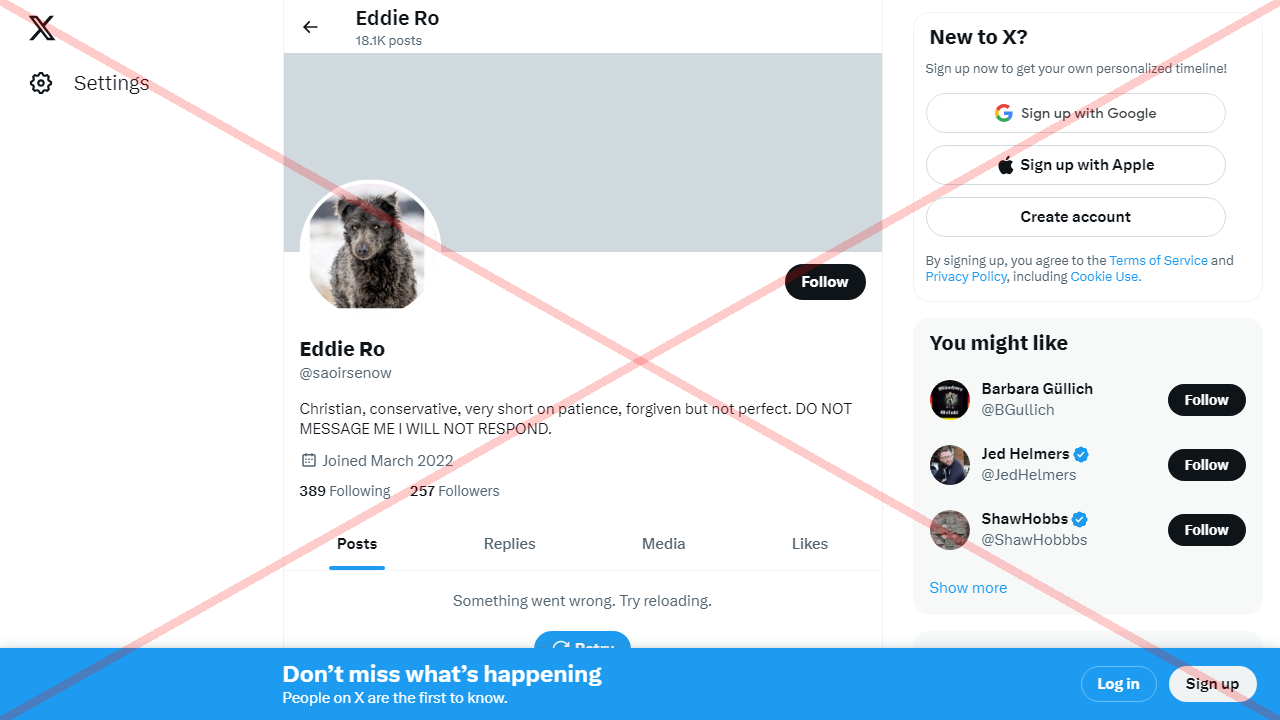 Settings
Eddie Ro
18.1K posts
Follow
Eddie Ro
@saoirsenow
Christian, conservative, very short on patience, forgiven but not perfect. DO NOT
MESSAGE ME I WILL NOT RESPOND.
Joined March 2022
389 Following 257 Followers
Posts Replies Media Likes
Something went wrong. Try reloading.
Retry
New to X?
Sign up now to get your own personalized timeline!
Sign up with Google
Sign up with Apple
Create account
By signing up, you agree to the Terms of Service and
Privacy Policy, including Cookie Use.
You might like
Barbara Güllich
@BGullich
Follow
Jed Helmers
@JedHelmers
Follow
ShawHobbs
@ShawHobbbs
Follow
Show more
Don’t miss what’s happening
People on X are the first to know.
Log in
Sign up